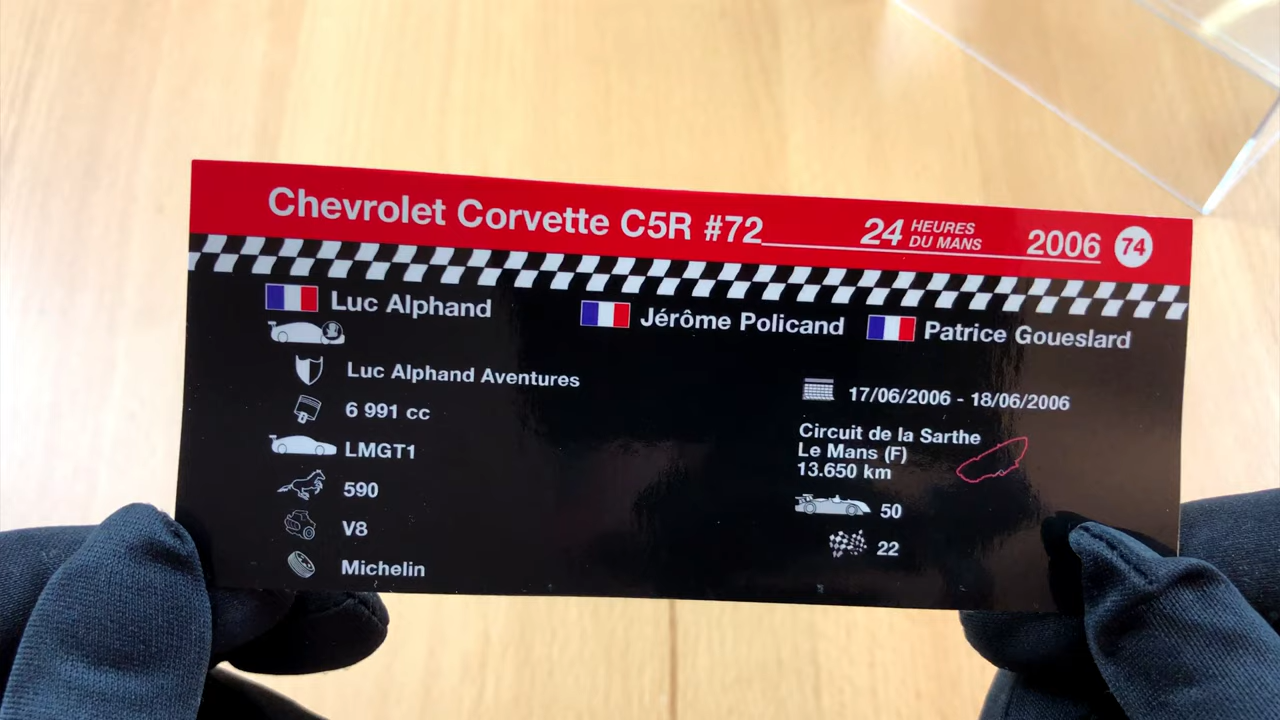 Chevrolet Corvette C5R #72 24 HEURES DU MANS 2006 74
Luc Alphand Jérôme Policand Patrice Goueslard
Luc Alphand Aventures
6 991 cc
LMGT1
590
V8
Michelin
17/06/2006 - 18/06/2006
Circuit de la Sarthe
Le Mans (F)
13.650 km
50
22